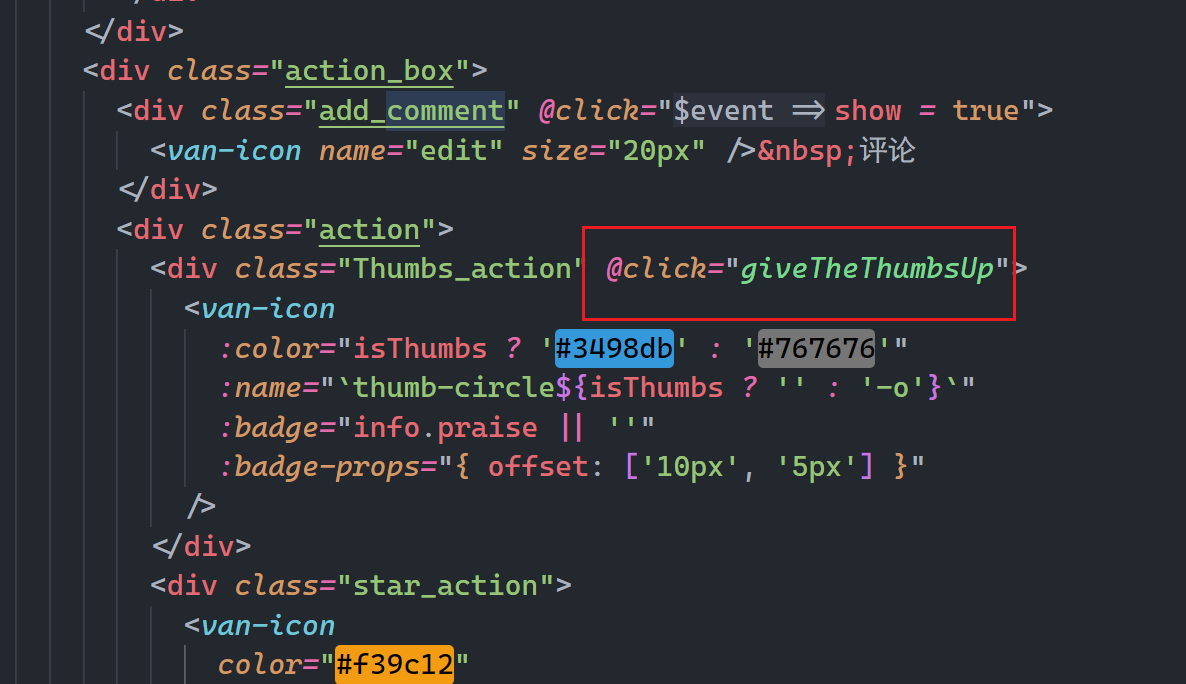 </div>
<div class="action_box">
<div class="add_comment" @click="$event => show = true">
<van-icon name="edit" size="20px" />&nbsp;评论
</div>
<div class="action">
<div class="Thumbs_action" @click="giveTheThumbsUp">
<van-icon
:color="isThumbs ? '#3498db' : '#767676'"
:name="`thumb-circle${isThumbs ? '' : '-o'}`"
:badge="info.praise || ''"
:badge-props="{ offset: ['10px', '5px'] }"
/>
</div>
<div class="star_action">
<van-icon
color="#f39c12"